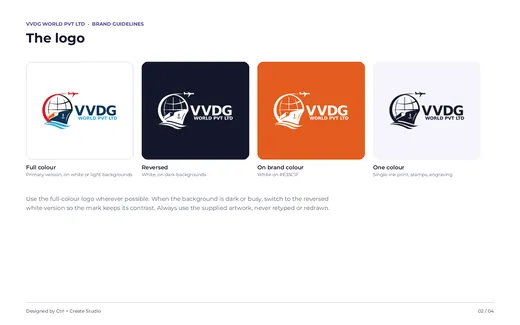 VVDG WORLD PVT LTD · BRAND GUIDELINES
The logo
VVDG
WORLD PVT LTD
VVDG
WORLD PVT LTD
VVDG
WORLD PVT LTD
VVDG
WORLD PVT LTD
Full colour
Primary version, on white or light backgrounds
Reversed
White, on dark backgrounds
On brand colour
White on
One colour
Single-ink print, stamps, engraving
Use the full-colour logo wherever possible. When the background is dark or busy, switch to the reversed
white version so the mark keeps its contrast. Always use the supplied artwork, never retyped or redrawn.
Designed by Ctrl + Create Studio
02 / 04